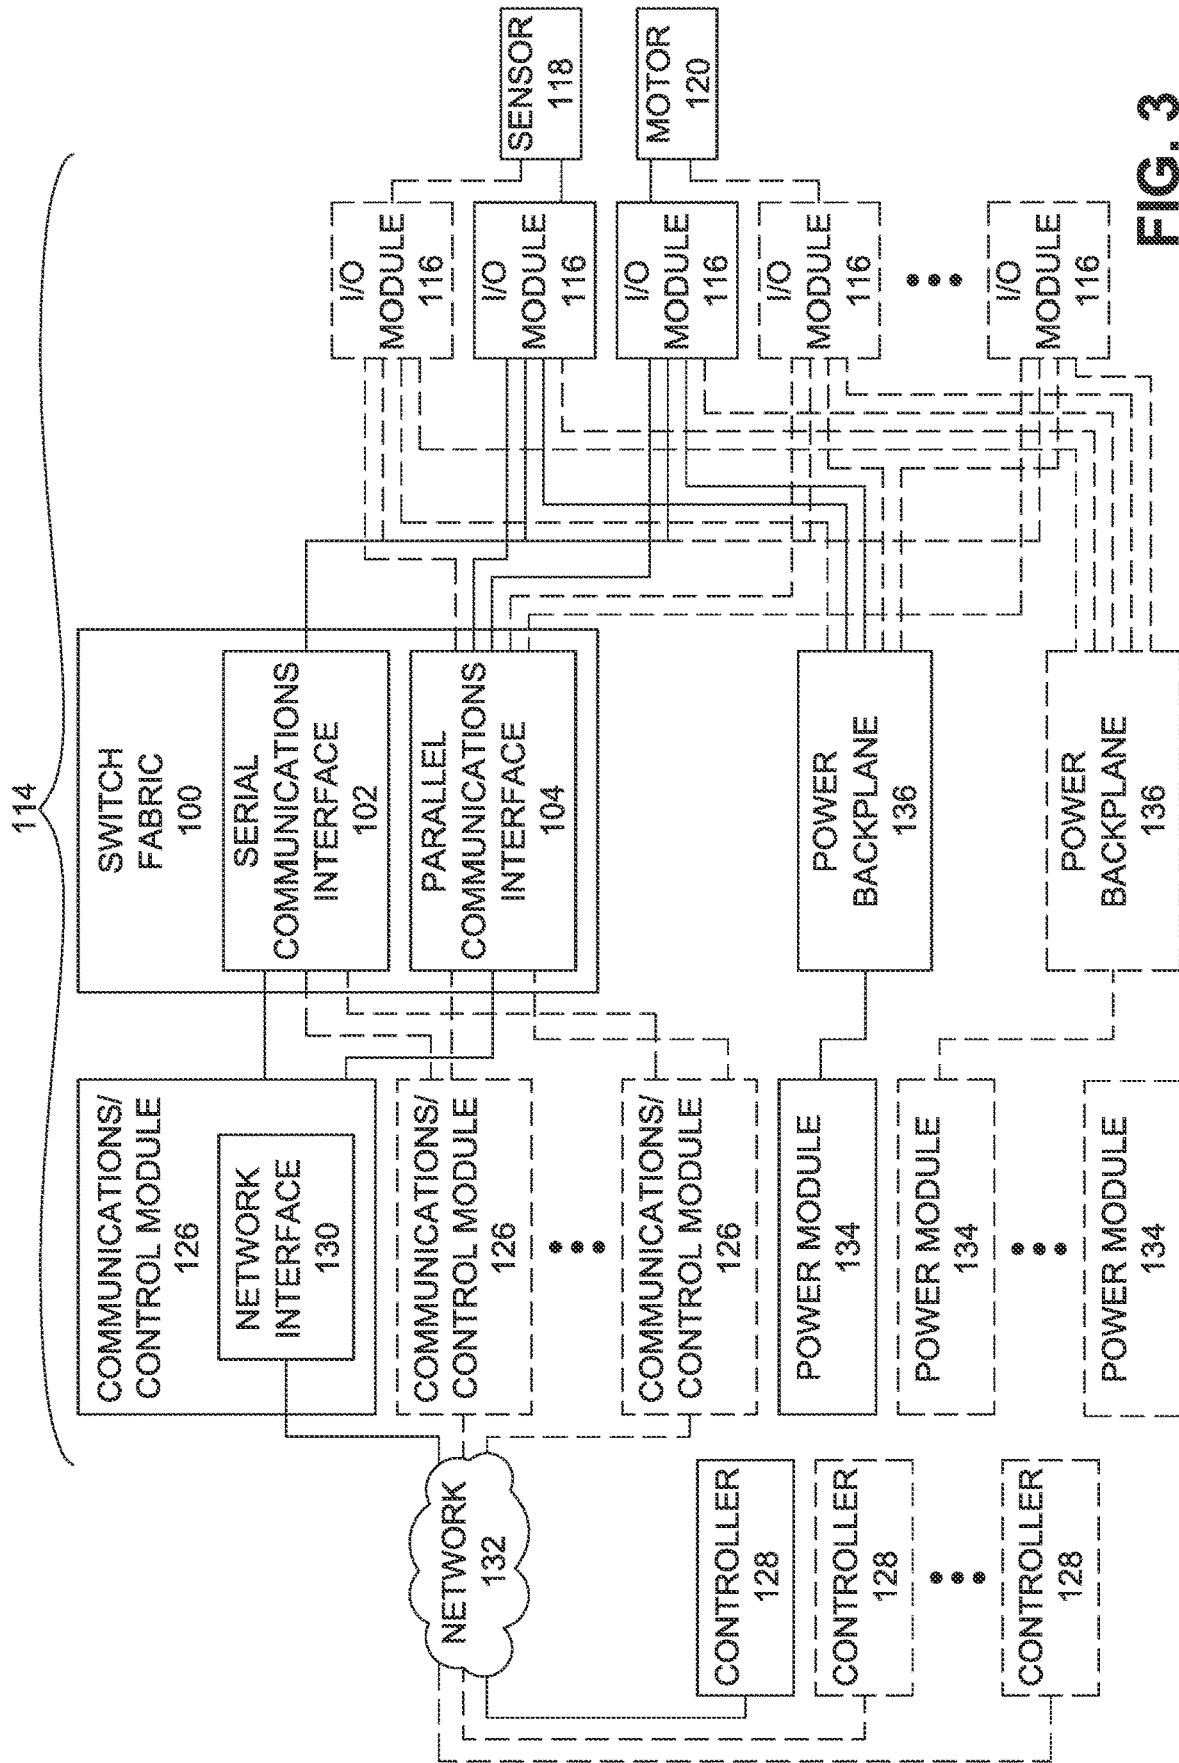 114
SWITCH
FABRIC
100
SERIAL
COMMUNICATIONS
INTERFACE
102
PARALLEL
COMMUNICATIONS
INTERFACE
104
COMMUNICATIONS/
CONTROL MODULE
126
NETWORK
INTERFACE
130
COMMUNICATIONS/
CONTROL MODULE
126
COMMUNICATIONS/
CONTROL MODULE
126
NETWORK
132
CONTROLLER
128
CONTROLLER
128
CONTROLLER
128
POWER MODULE
134
POWER MODULE
134
POWER MODULE
134
POWER
BACKPLANE
136
POWER
BACKPLANE
136
I/O
MODULE
116
I/O
MODULE
116
I/O
MODULE
116
I/O
MODULE
116
I/O
MODULE
116
SENSOR
118
MOTOR
120
FIG. 3